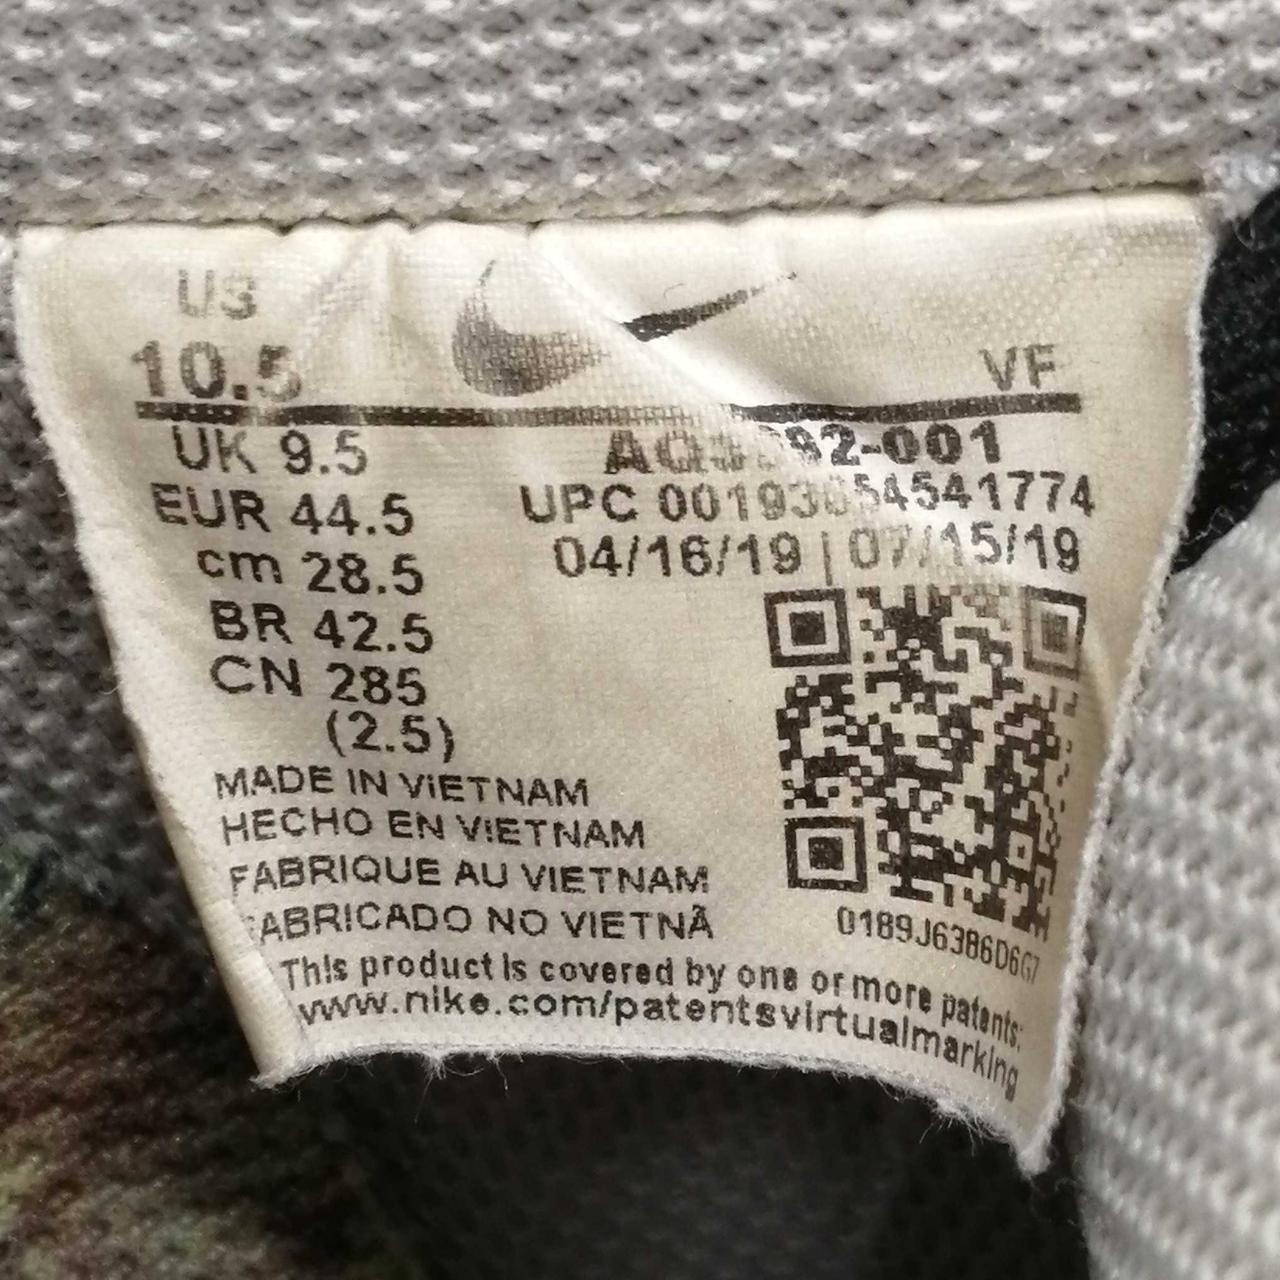 US
10.5
VF
UK 9.5
EUR 44.5
UPC
04/16/19 | 07/15/19
cm 28.5
BR 42.5
CN 285
(2.5)
MADE IN VIETNAM
HECHO EN VIETNAM
FABRIQUE AU VIETNAM
FABRICADO NO VIETNÃ
0189J6386D6G7
This product is covered by one or more patents:
www.nike.com/patentsvirtualmarking